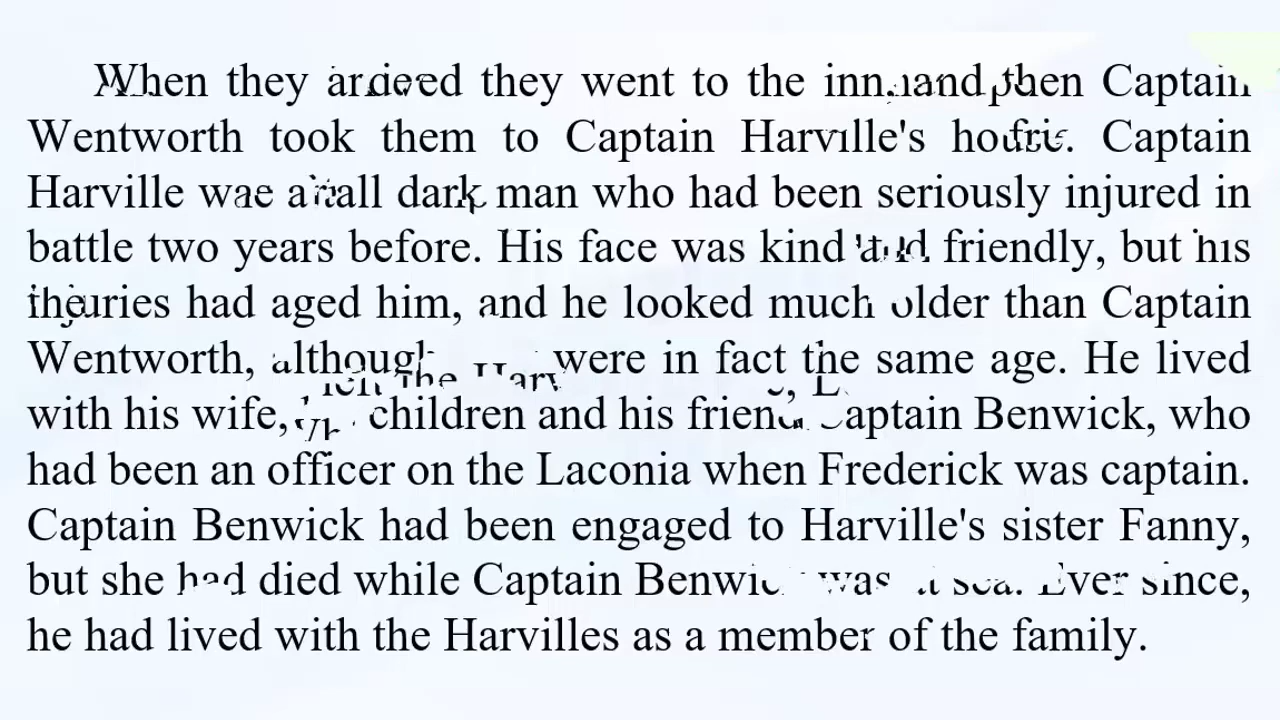 When they they went to the inn and then Captain
Wentworth took them to Captain Harville's Captain
Harville was a tall dark man who had been seriously injured in
battle two years before. His face was kind and friendly, but his
injuries had aged him, and he looked much older than Captain
Wentworth, although were in fact the same age. He lived
with his wife, children and his friend Captain Benwick, who
had been an officer on the Laconia when Frederick was captain.
Captain Benwick had been engaged to Harville's sister Fanny,
but she had died while Captain Benwick was at sea. Ever since,
he had lived with the Harvilles as a member of the family.